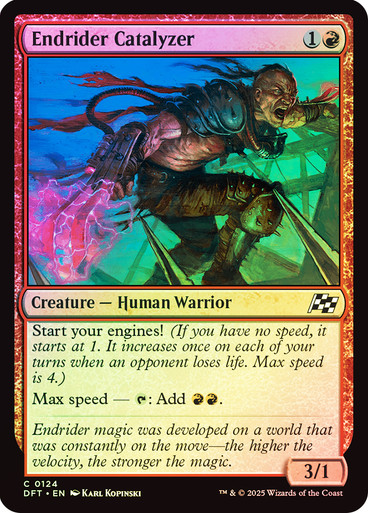 Endrider Catalyzer 1
Creature — Human Warrior
Start your engines! (If you have no speed, it
starts at 1. It increases once on each of your
turns when an opponent loses life. Max speed
is 4.)
Max speed — : Add .
Endrider magic was developed on a world that
was constantly on the move—the higher the
velocity, the stronger the magic.
3/1
C 0124
DFT • EN Karl Kopinski
™ & © 2025 Wizards of the Coast